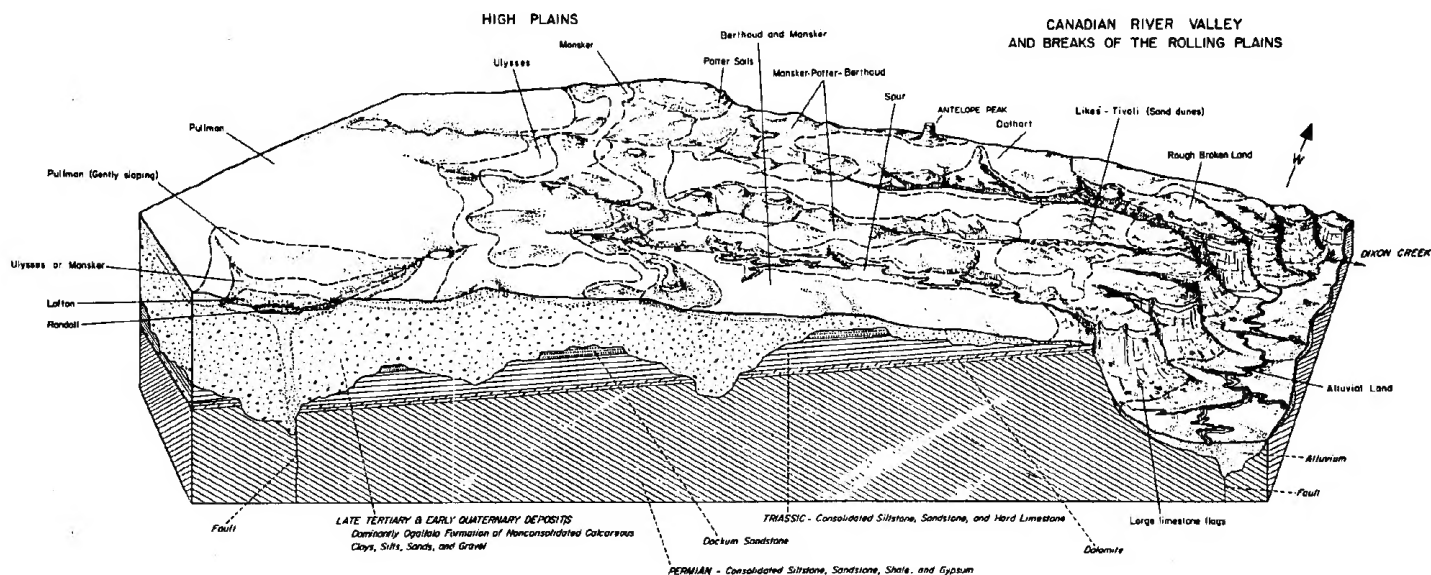 HIGH PLAINS
CANADIAN RIVER VALLEY
AND BREAKS OF THE ROLLING PLAINS
Mansker
Berthoud and Mansker
Ulysses
Potter Soils
Mansker-Potter-Berthoud
Spur
ANTELOPE PEAK
Dalhart
Likes - Tivoli (Sand dunes)
Rough Broken Land
N
Pullman
Pullman (Gently sloping)
DIXON CREEK
Ulysses or Mansker
Lofton
Randall
Alluvial Land
Alluvium
Fault
Large limestone flags
Fault
LATE TERTIARY & EARLY QUATERNARY DEPOSITS
Dominantly Ogallala Formation of Nonconsolidated Calcareous
Clays, Silts, Sands, and Gravel
Dockum Sandstone
TRIASSIC - Consolidated Siltstone, Sandstone, and Hard Limestone
Dolomite
PERMIAN - Consolidated Siltstone, Sandstone, Shale, and Gypsum